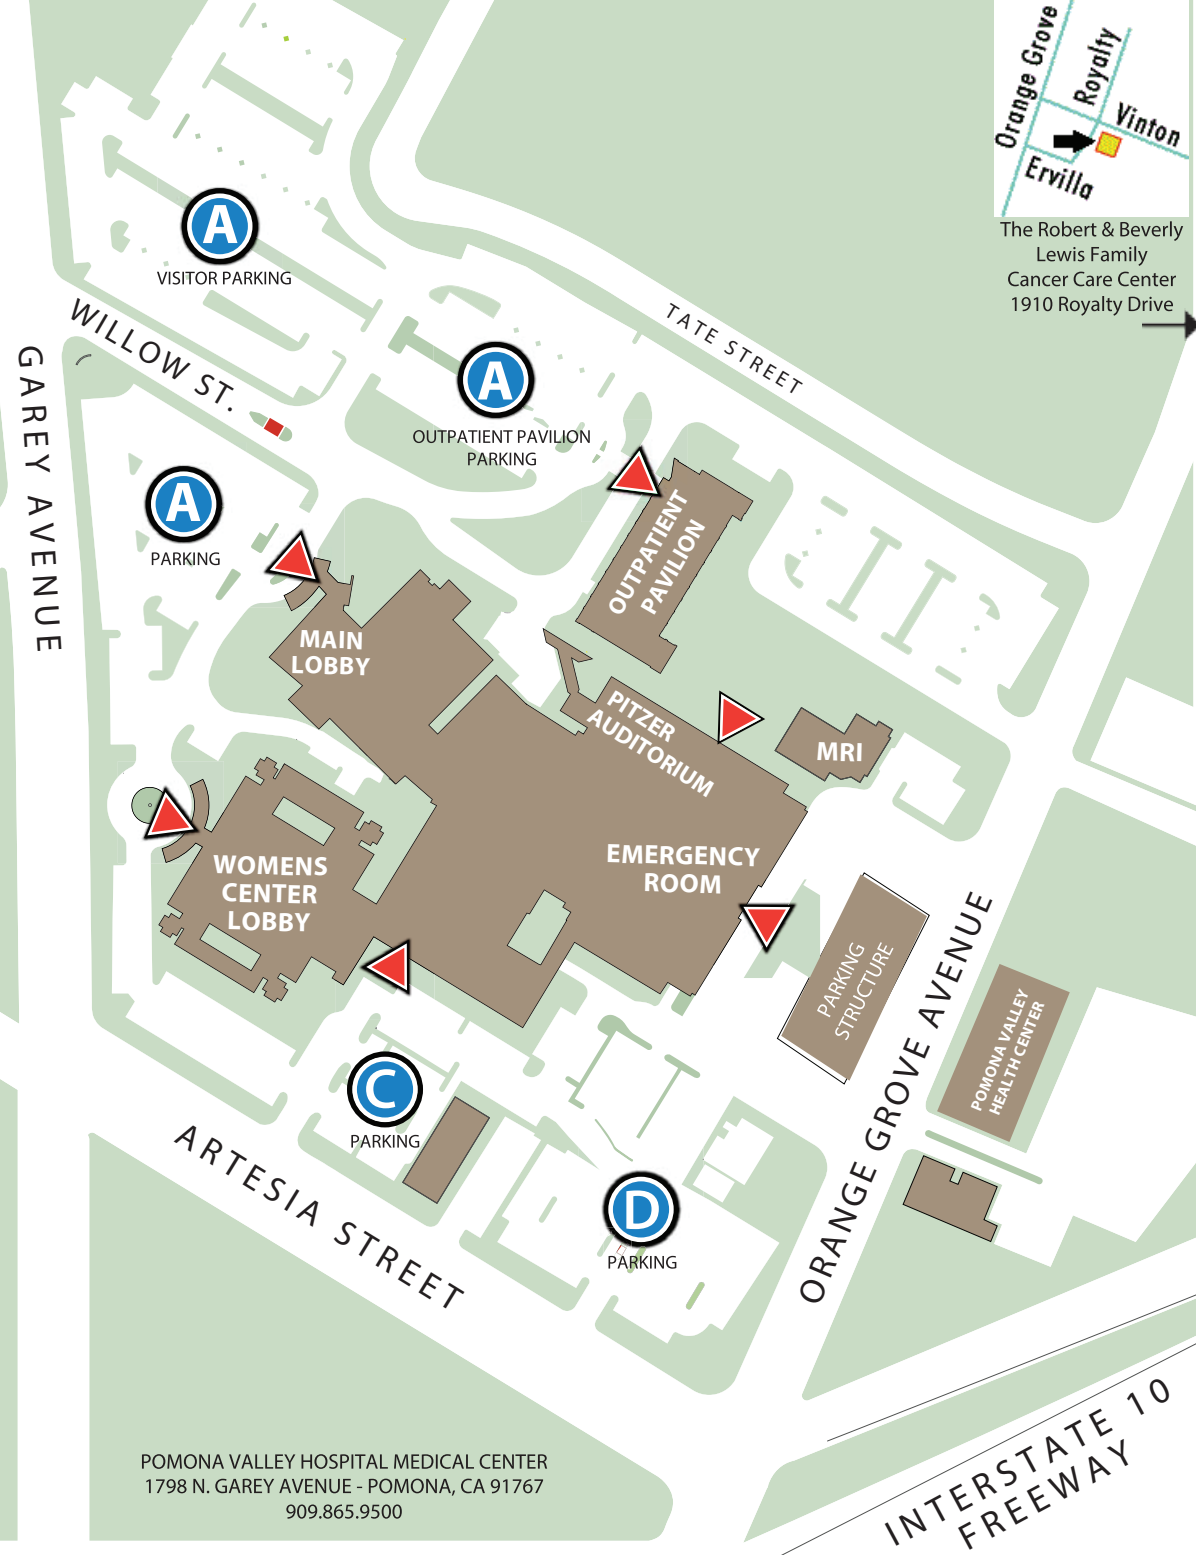 Orange Grove
Royalty
Vinton
Ervilla
The Robert & Beverly
Lewis Family
Cancer Care Center
1910 Royalty Drive
A
VISITOR PARKING
WILLOW ST.
TATE STREET
GAREY AVENUE
A
OUTPATIENT PAVILION
PARKING
A
PARKING
OUTPATIENT
PAVILION
MAIN
LOBBY
PITZER
AUDITORIUM
MRI
WOMENS
CENTER
LOBBY
EMERGENCY
ROOM
PARKING
STRUCTURE
ORANGE GROVE AVENUE
POMONA VALLEY
HEALTH CENTER
C
PARKING
ARTESIA STREET
D
PARKING
INTERSTATE 10
FREEWAY
POMONA VALLEY HOSPITAL MEDICAL CENTER
1798 N. GAREY AVENUE - POMONA, CA 91767
909.865.9500